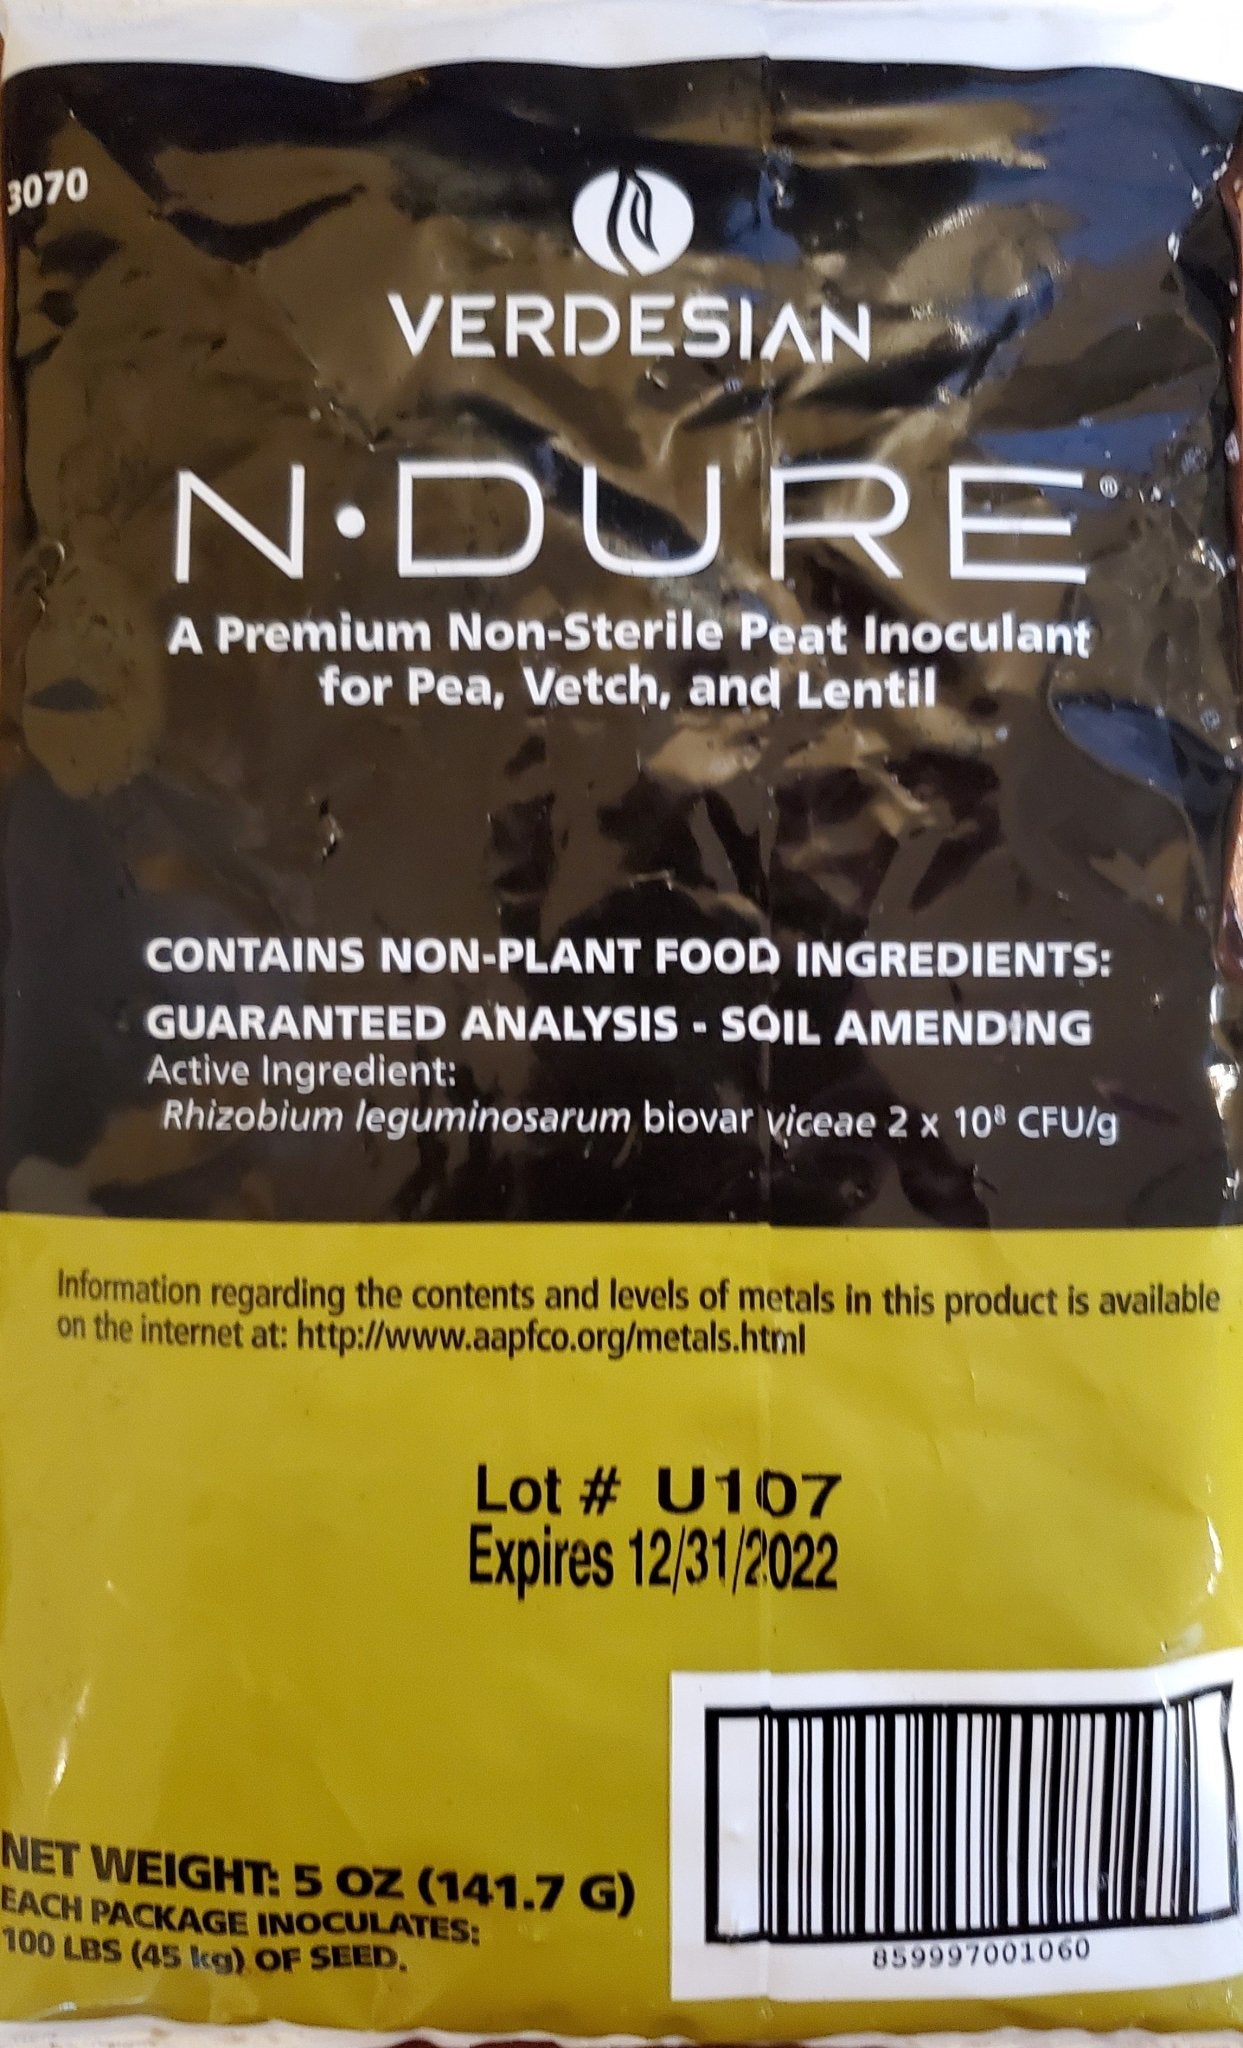 3070
VERDESIAN
N·DURE®
A Premium Non-Sterile Peat Inoculant
for Pea, Vetch, and Lentil
CONTAINS NON-PLANT FOOD INGREDIENTS:
GUARANTEED ANALYSIS - SOIL AMENDING
Active Ingredient:
Rhizobium leguminosarum biovar viceae 2 x 10⁸ CFU/g
Information regarding the contents and levels of metals in this product is available
on the internet at: http://www.aapfco.org/metals.html
Lot # U107
Expires 12/31/2022
NET WEIGHT: 5 OZ (141.7 G)
EACH PACKAGE INOCULATES:
100 LBS (45 kg) OF SEED.
859997001060